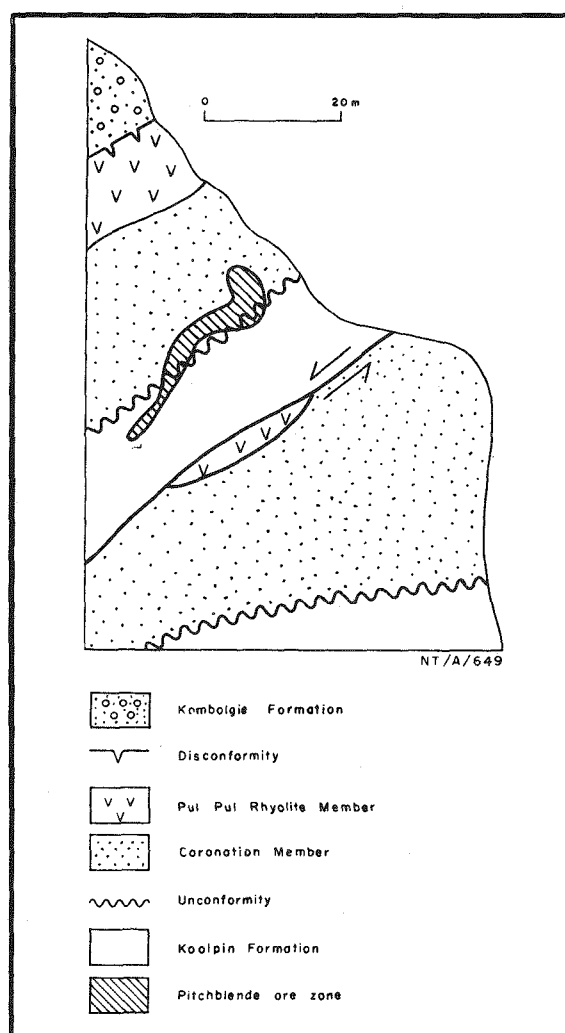 0 20 m
NT/A/649
Kombolgie Formation
Disconformity
Pul Pul Rhyolite Member
Coronation Member
Unconformity
Koolpin Formation
Pitchblende ore zone